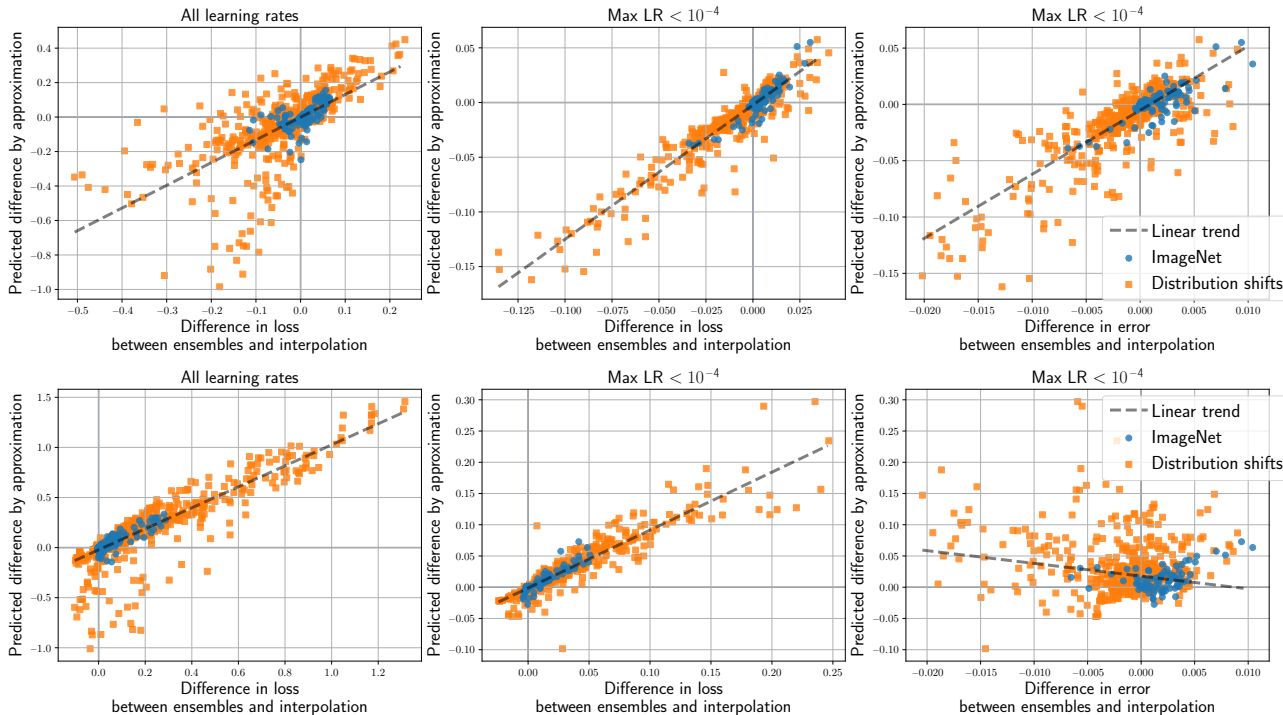 All learning rates
Max LR < 10⁻⁴
Max LR < 10⁻⁴
Predicted difference by approximation
0.4
0.2
0.0
−0.2
−0.4
−0.6
−0.8
−1.0
−0.5 −0.4 −0.3 −0.2 −0.1 0.0 0.1 0.2
Difference in loss
between ensembles and interpolation
Predicted difference by approximation
0.05
0.00
−0.05
−0.10
−0.15
−0.125 −0.100 −0.075 −0.050 −0.025 0.000 0.025
Difference in loss
between ensembles and interpolation
Predicted difference by approximation
0.05
0.00
−0.05
−0.10
−0.15
Linear trend
ImageNet
Distribution shifts
−0.020 −0.015 −0.010 −0.005 0.000 0.005 0.010
Difference in error
between ensembles and interpolation
All learning rates
Max LR < 10⁻⁴
Max LR < 10⁻⁴
Predicted difference by approximation
1.5
1.0
0.5
0.0
−0.5
−1.0
0.0 0.2 0.4 0.6 0.8 1.0 1.2
Difference in loss
between ensembles and interpolation
Predicted difference by approximation
0.30
0.25
0.20
0.15
0.10
0.05
0.00
−0.05
−0.10
0.00 0.05 0.10 0.15 0.20 0.25
Difference in loss
between ensembles and interpolation
Predicted difference by approximation
0.30
0.25
0.20
0.15
0.10
0.05
0.00
−0.05
−0.10
Linear trend
ImageNet
Distribution shifts
−0.020 −0.015 −0.010 −0.005 0.000 0.005 0.010
Difference in error
between ensembles and interpolation